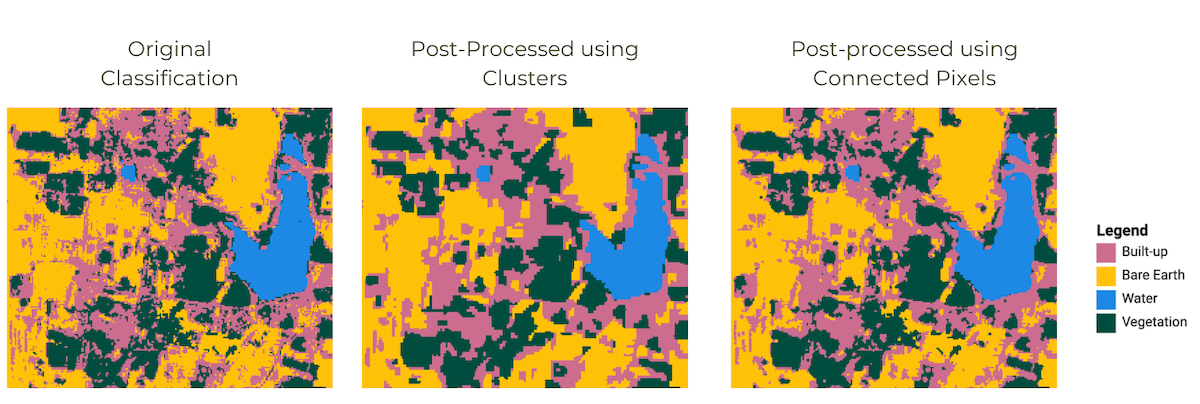 Original
Classification
Post-Processed using
Clusters
Post-processed using
Connected Pixels
Legend
Built-up
Bare Earth
Water
Vegetation